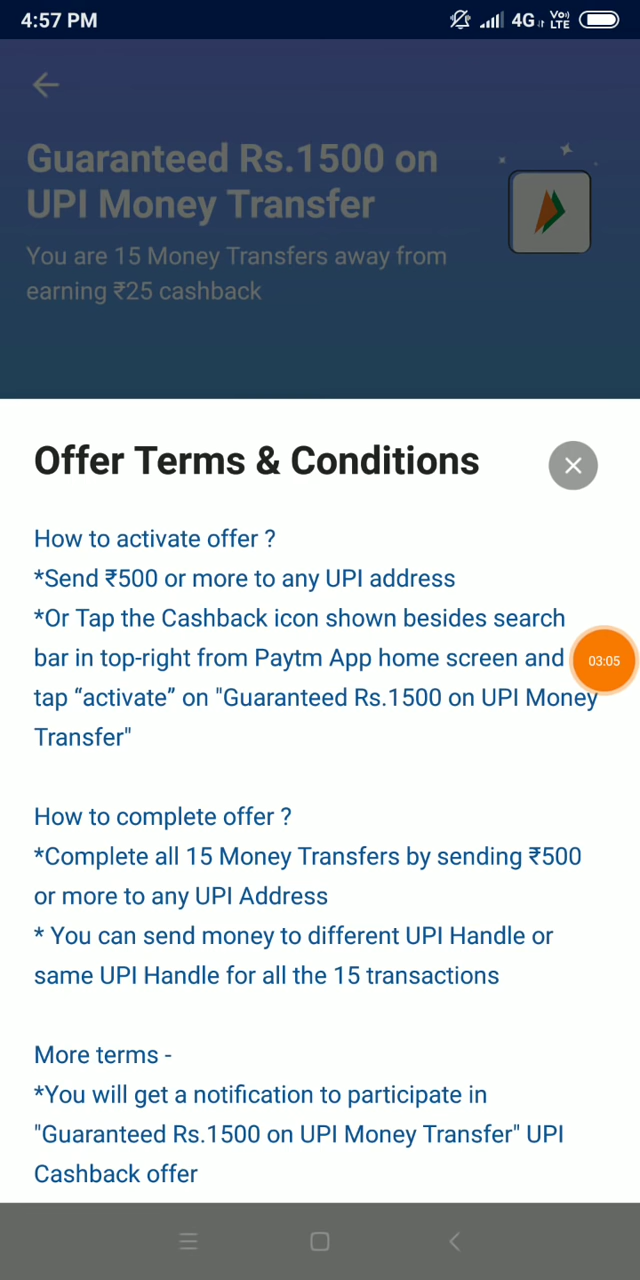 4:57 PM
4G
Vo))
LTE
Guaranteed Rs.1500 on
UPI Money Transfer
You are 15 Money Transfers away from
earning ₹25 cashback
Offer Terms & Conditions
How to activate offer ?
*Send ₹500 or more to any UPI address
*Or Tap the Cashback icon shown besides search
bar in top-right from Paytm App home screen and
03:05
tap “activate” on "Guaranteed Rs.1500 on UPI Money
Transfer"
How to complete offer ?
*Complete all 15 Money Transfers by sending ₹500
or more to any UPI Address
* You can send money to different UPI Handle or
same UPI Handle for all the 15 transactions
More terms -
*You will get a notification to participate in
"Guaranteed Rs.1500 on UPI Money Transfer" UPI
Cashback offer